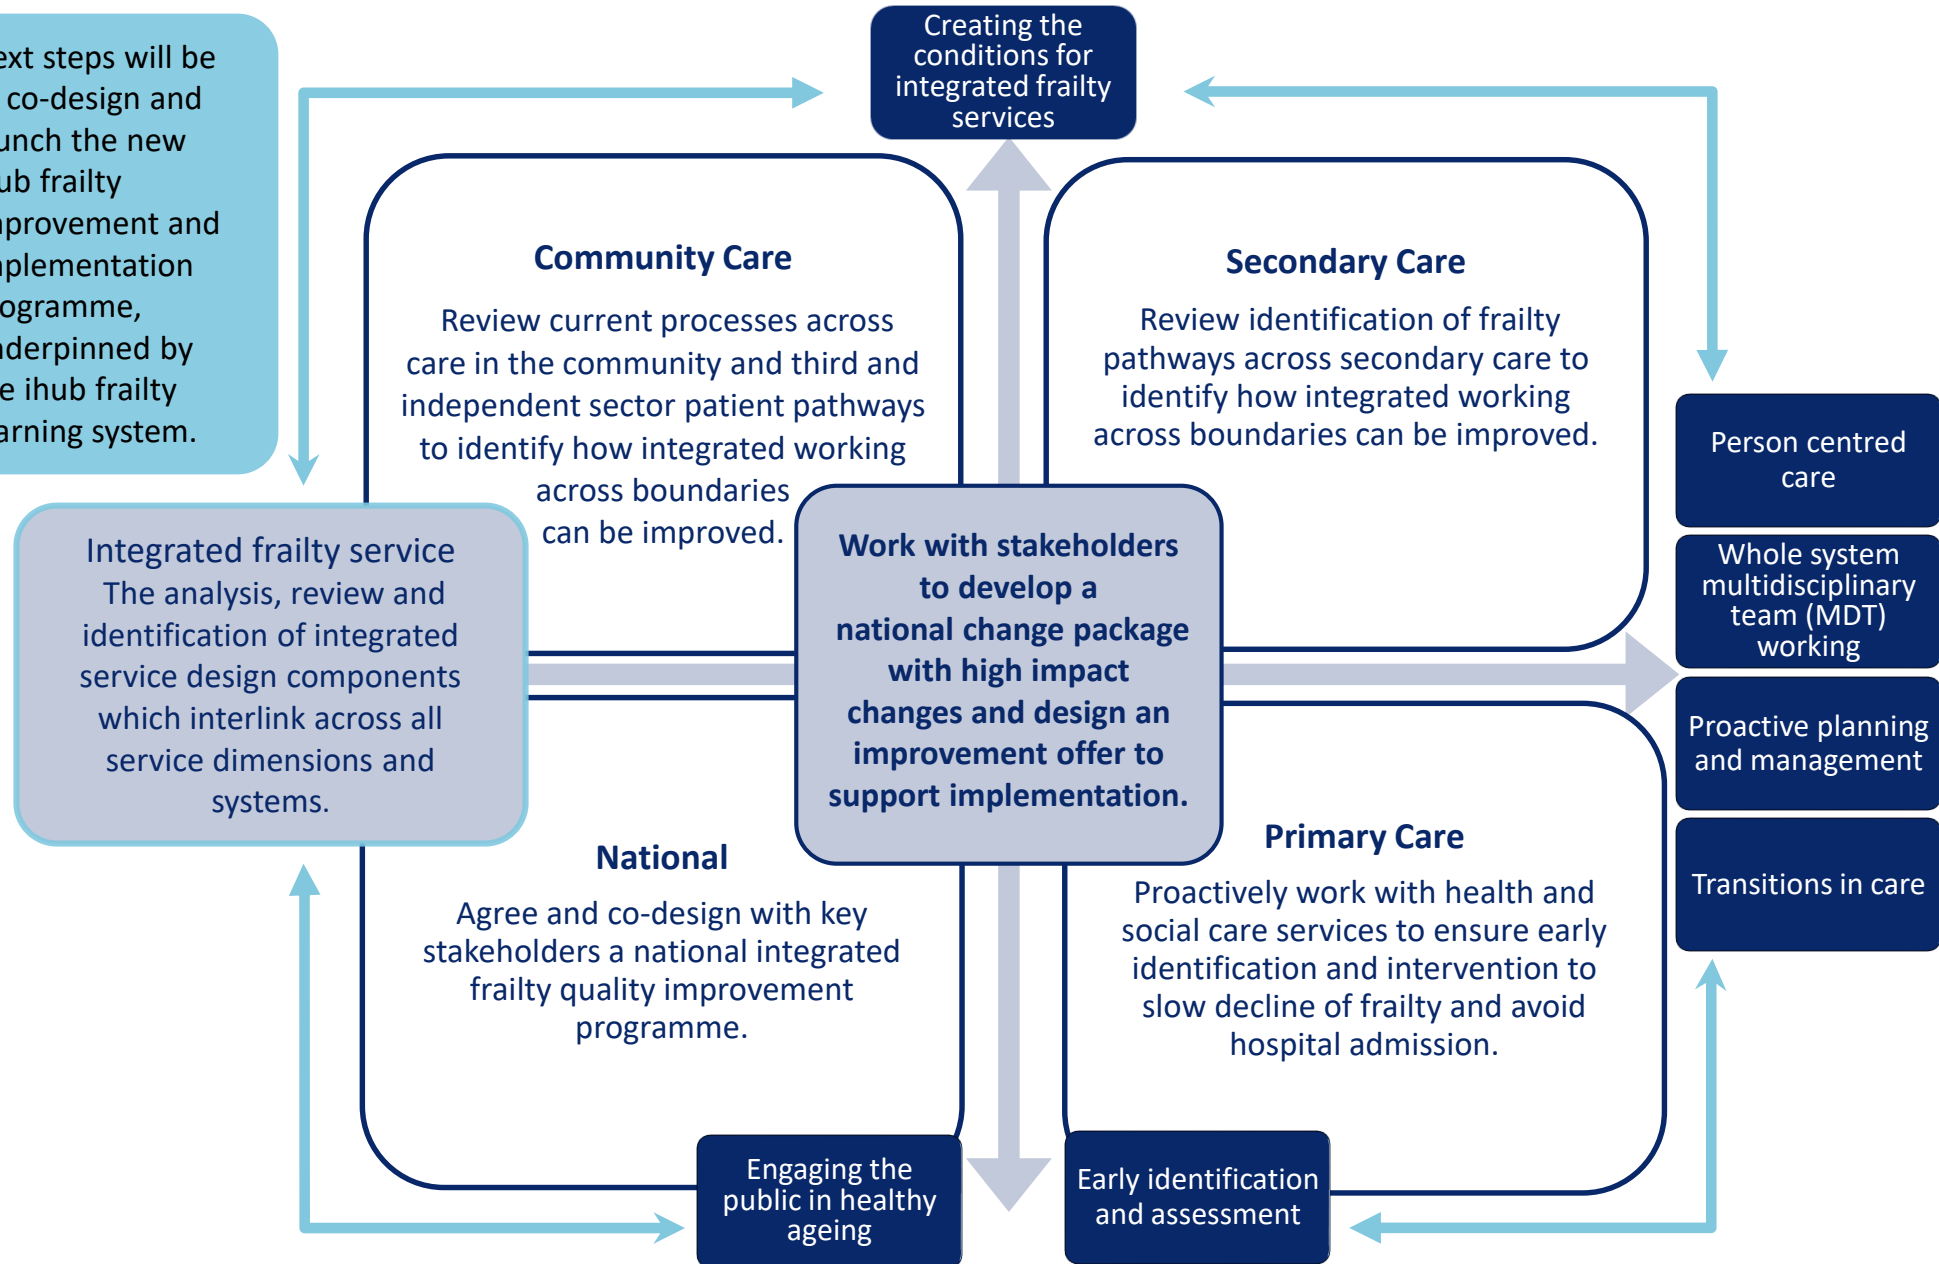 Creating the
conditions for
integrated frailty
services
steps will be
co-design and
the new
frailty
and
underpinned by
ihub frailty
system.
Community Care
Review current processes across
care in the community and third and
independent sector patient pathways
to identify how integrated working
across boundaries
can be improved.
Secondary Care
Review identification of frailty
pathways across secondary care to
identify how integrated working
across boundaries can be improved.
Integrated frailty service
The analysis, review and
identification of integrated
service design components
which interlink across all
service dimensions and
systems.
Work with stakeholders
to develop a
national change package
with high impact
changes and design an
improvement offer to
support implementation.
Person centred
care
Whole system
multidisciplinary
team (MDT)
working
Proactive planning
and management
Transitions in care
National
Agree and co-design with key
stakeholders a national integrated
frailty quality improvement
programme.
Primary Care
Proactively work with health and
social care services to ensure early
identification and intervention to
slow decline of frailty and avoid
hospital admission.
Engaging the
public in healthy
ageing
Early identification
and assessment